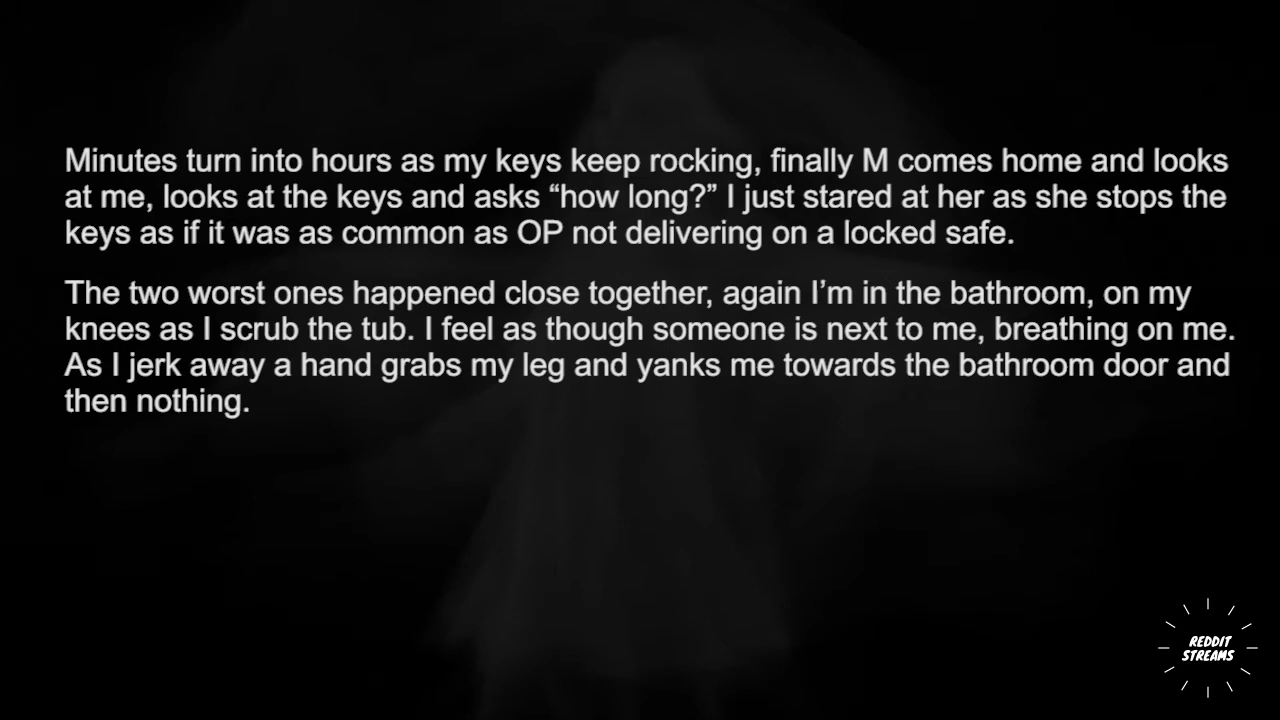 Minutes turn into hours as my keys keep rocking, finally M comes home and looks
at me, looks at the keys and asks “how long?” I just stared at her as she stops the
keys as if it was as common as OP not delivering on a locked safe.
The two worst ones happened close together, again I’m in the bathroom, on my
knees as I scrub the tub. I feel as though someone is next to me, breathing on me.
As I jerk away a hand grabs my leg and yanks me towards the bathroom door and
then nothing.
REDDIT
STREAMS